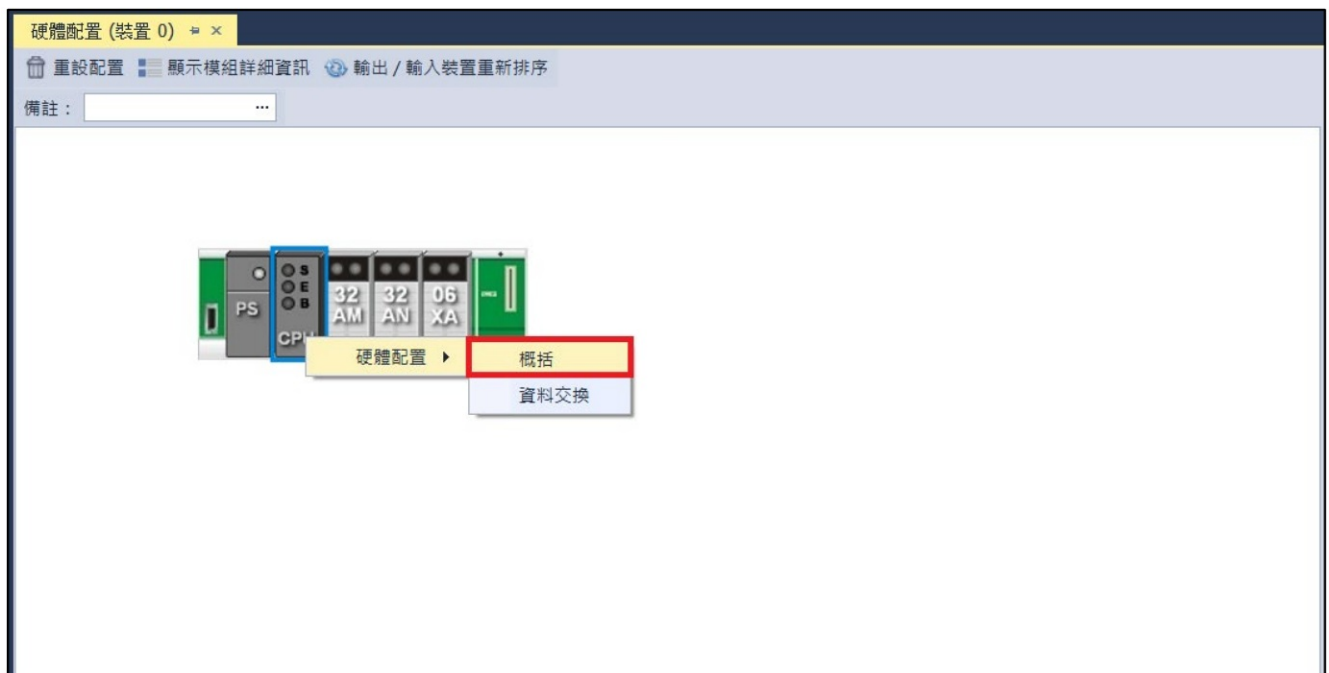 硬體配置 (裝置 0)
重設配置 顯示模組詳細資訊 輸出 / 輸入裝置重新排序
備註 : ...
PS
S
E
B
CPU
32
AM
32
AN
06
XA
硬體配置
概括
資料交換